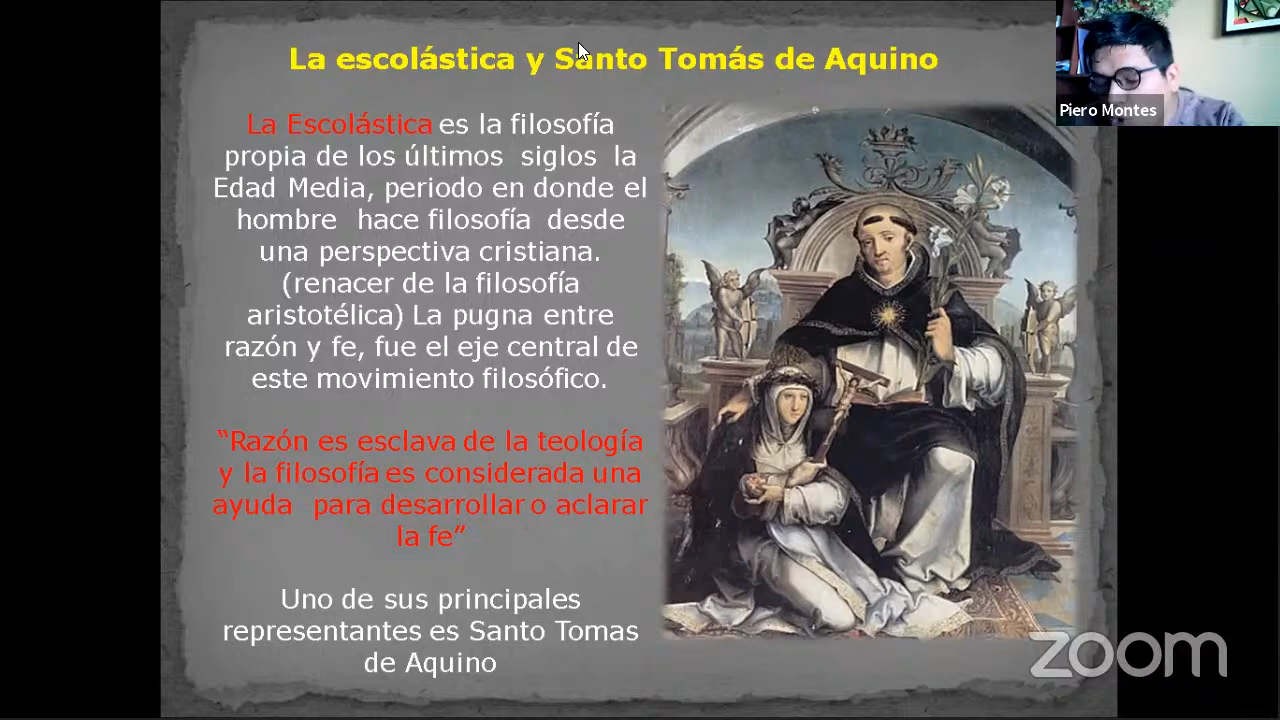 La escolástica y Santo Tomás de Aquino
Piero Montes
La Escolástica es la filosofía
propia de los últimos siglos la
Edad Media, periodo en donde el
hombre hace filosofía desde
una perspectiva cristiana.
(renacer de la filosofía
aristotélica) La pugna entre
razón y fe, fue el eje central de
este movimiento filosófico.
“Razón es esclava de la teología
y la filosofía es considerada una
ayuda para desarrollar o aclarar
la fe”
Uno de sus principales
representantes es Santo Tomas
de Aquino
zoom